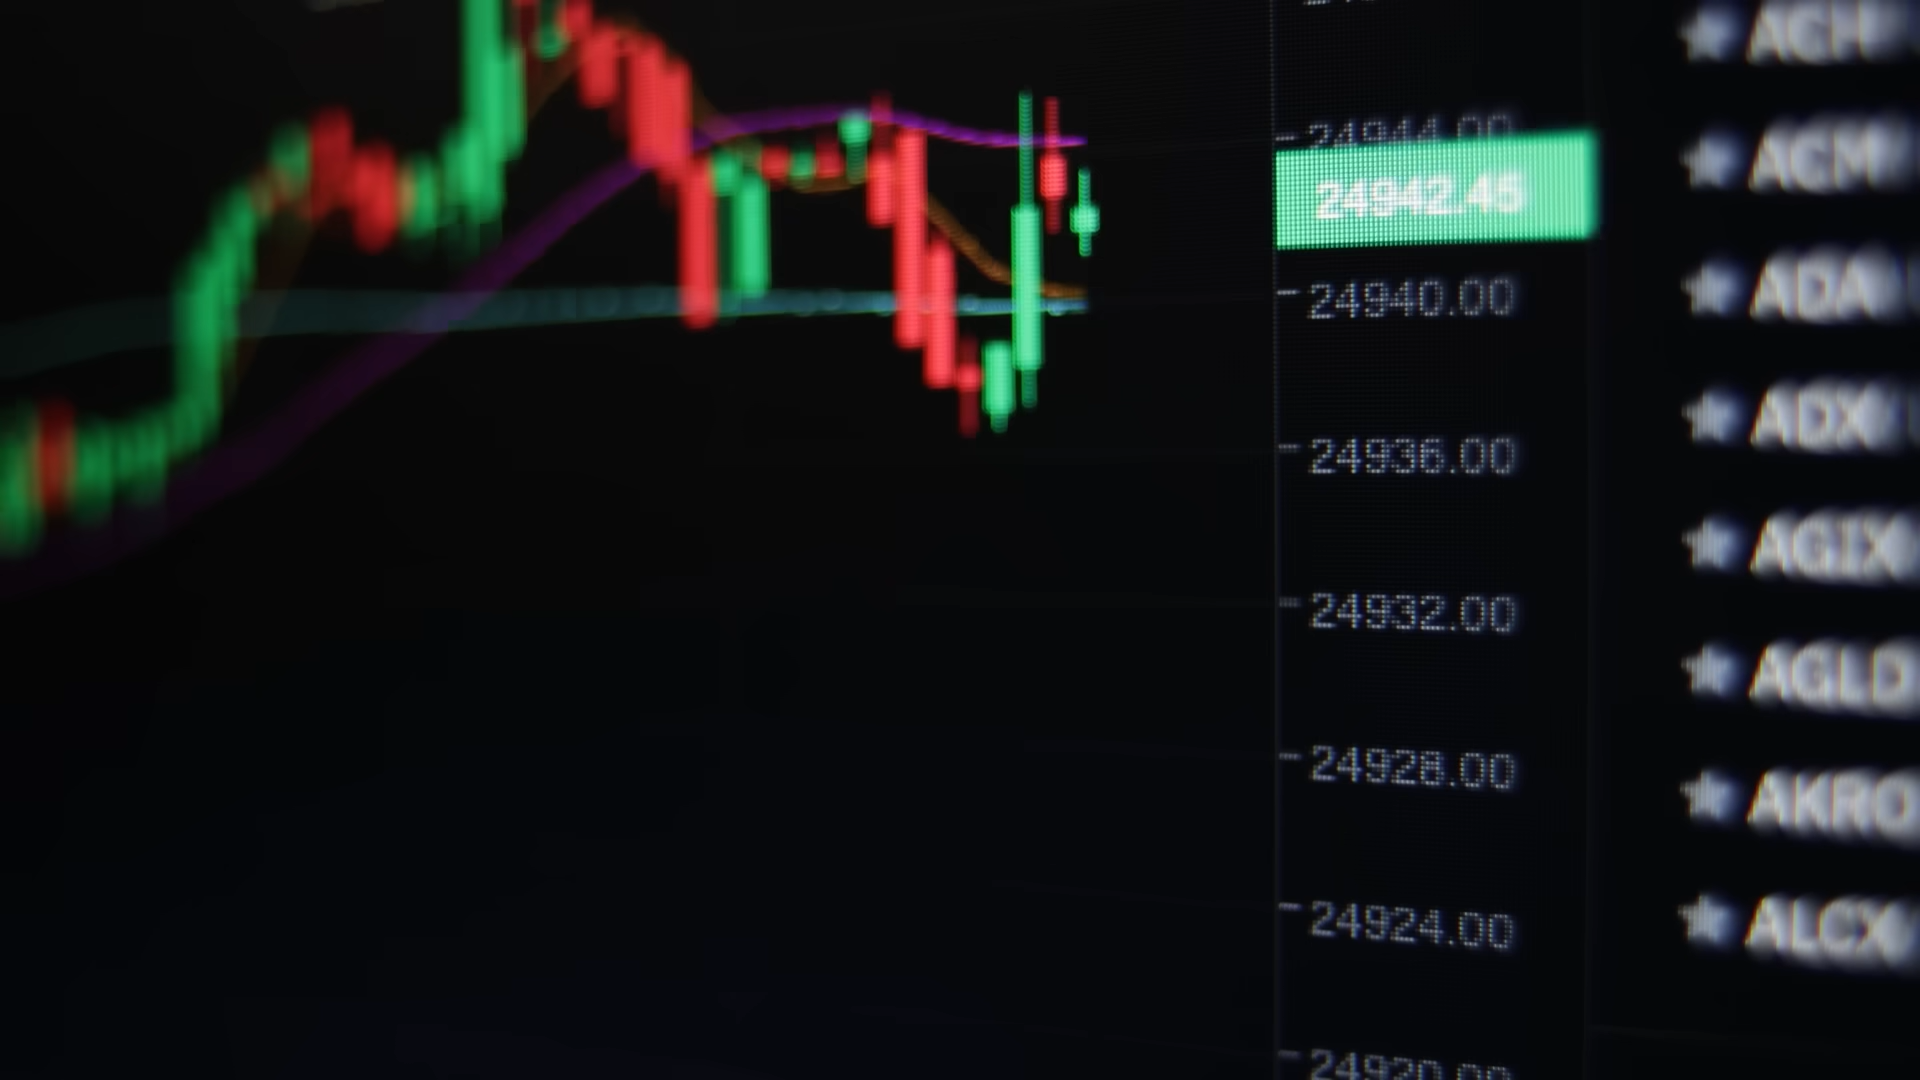 24944.00
24942.45
24940.00
24936.00
24932.00
24928.00
24924.00
24920.00
ACH
ACM
ADA
ADX
AGIX
AGLD
AKRO
ALCX